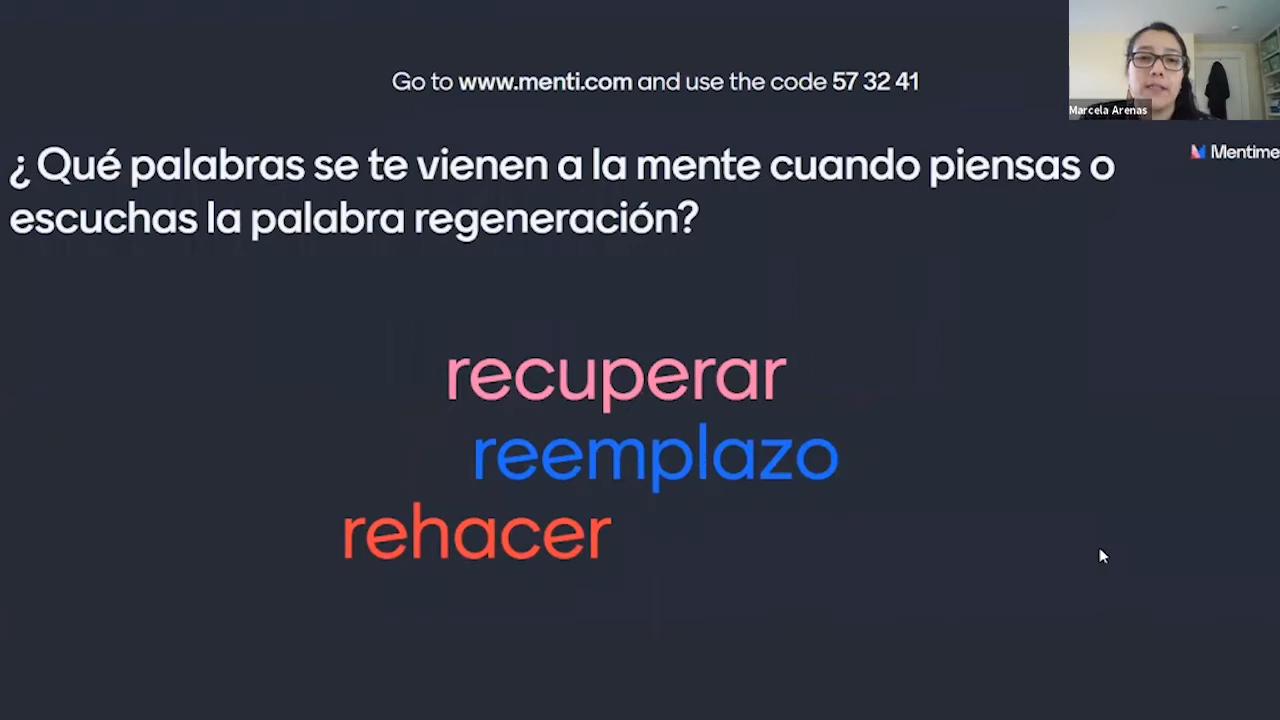 Go to www.menti.com and use the code 57 32 41
Marcela Arenas
Mentime
¿ Qué palabras se te vienen a la mente cuando piensas o
escuchas la palabra regeneración?
recuperar
reemplazo
rehacer